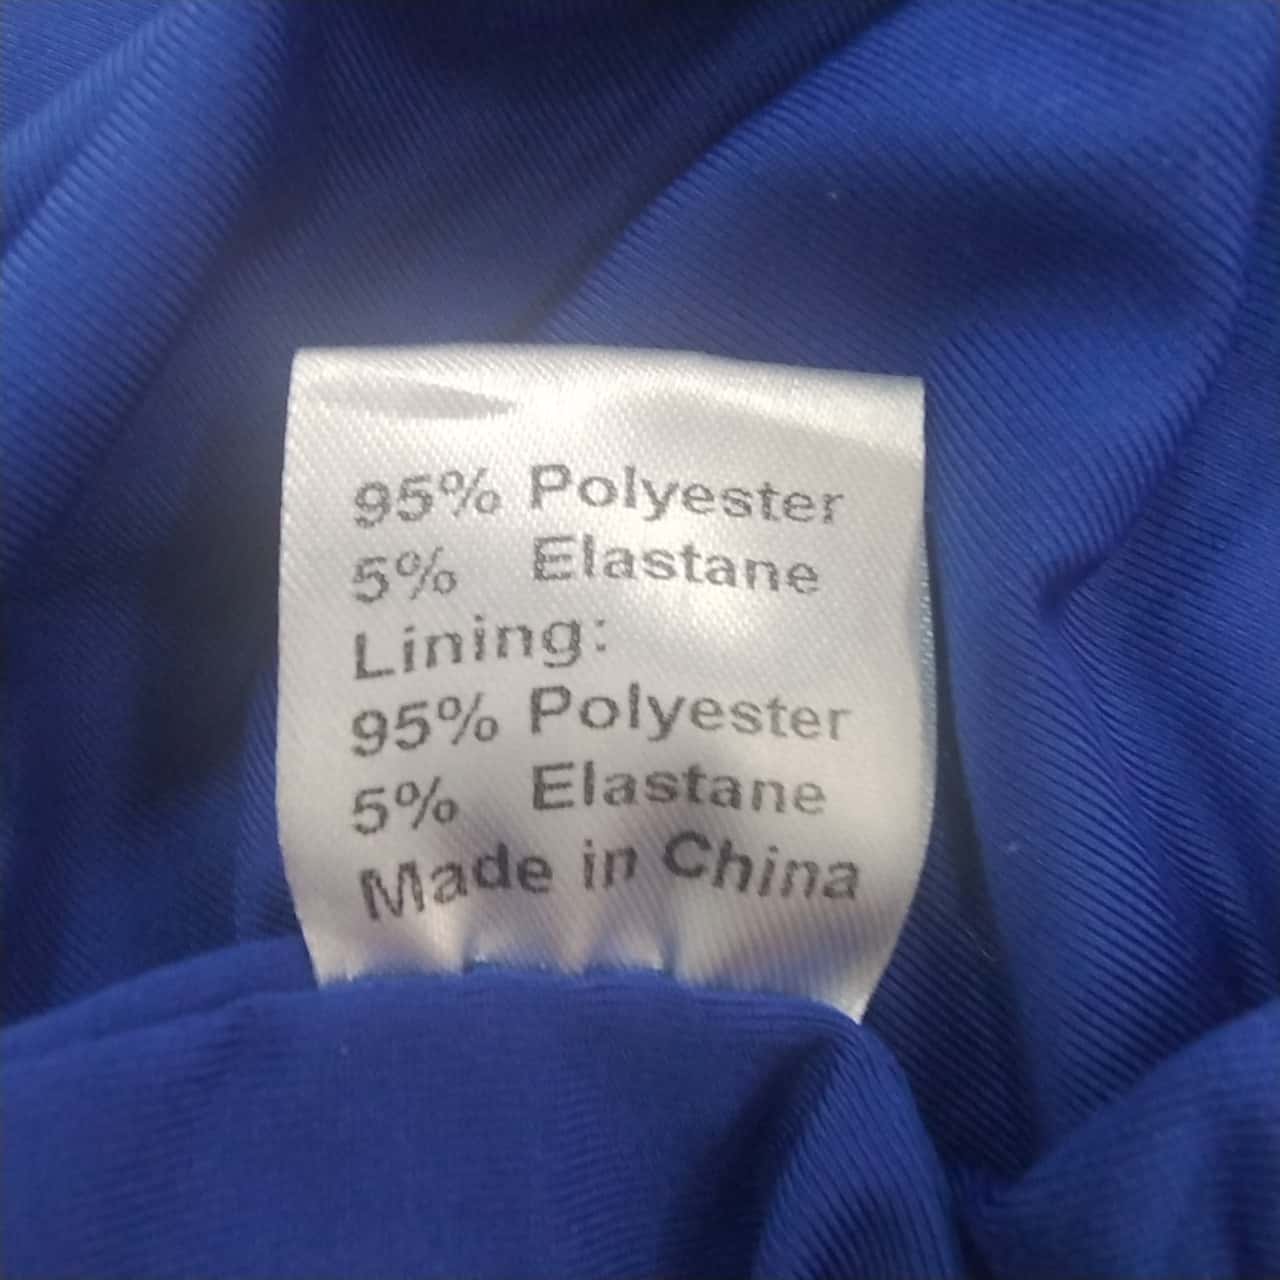 95% Polyester
5% Elastane
Lining:
95% Polyester
5% Elastane
Made in China